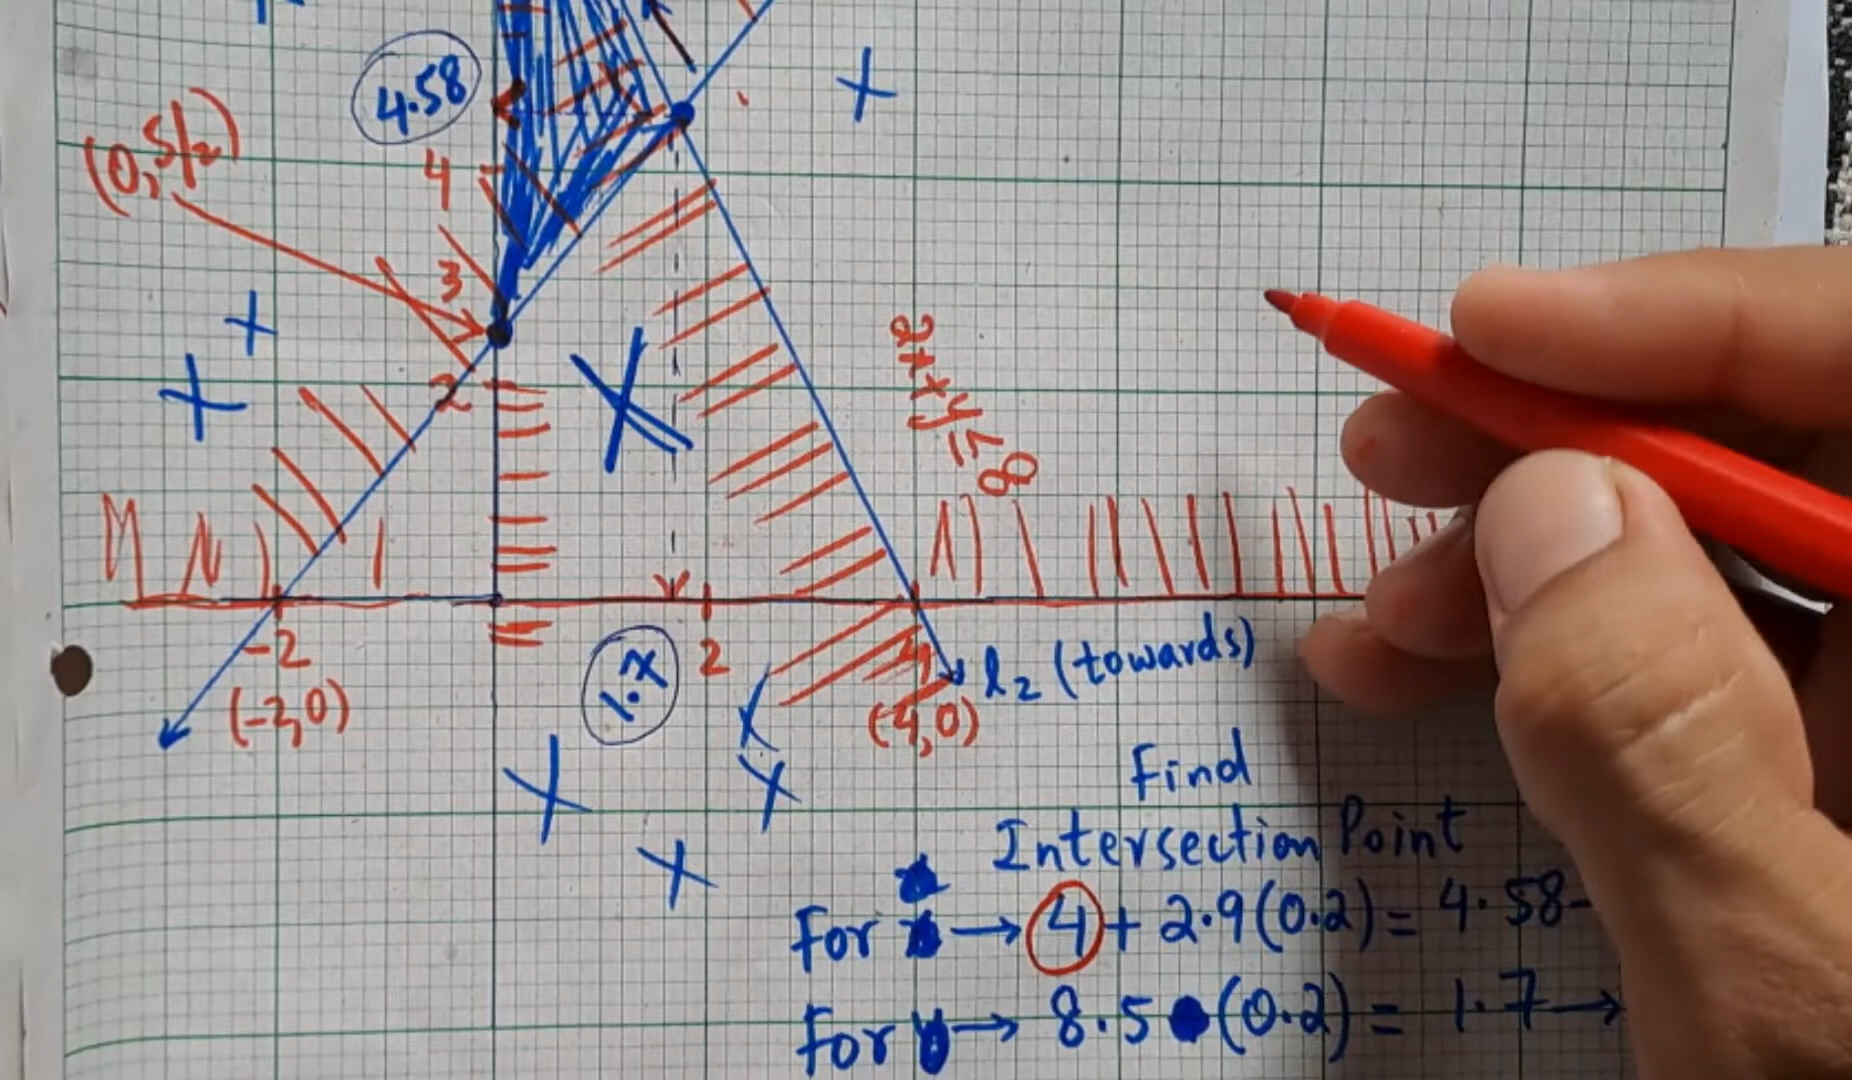 4.58
(0,5/2)
4
3
2
2x+y≤8
-2
(-2,0)
1.7
2
4
(4,0)
l₂ (towards)
Find
Intersection Point
For → 4 + 2.9(0.2) = 4.58-
For y → 8.5 (0.2) = 1.7 →